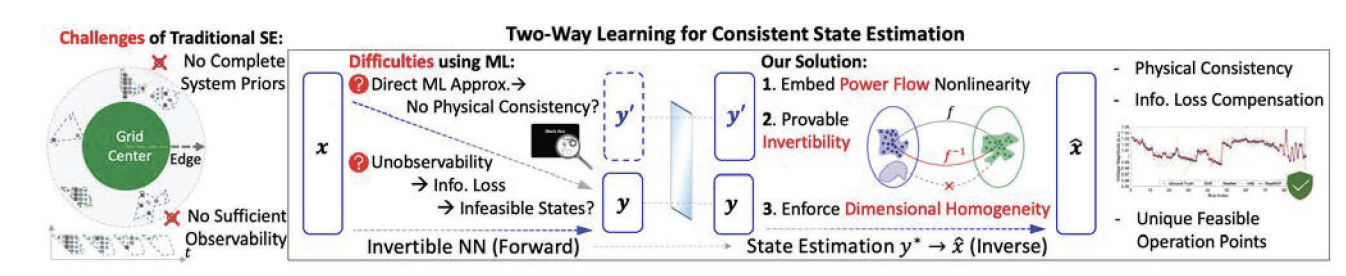 Two-Way Learning for Consistent State Estimation
Challenges of Traditional SE:
No Complete
System Priors
Grid
Center
Edge
No Sufficient
Observability
t
x
Difficulties using ML:
? Direct ML Approx.→
No Physical Consistency?
Black Box
? Unobservability
→ Info. Loss
→ Infeasible States?
y'
y
Invertible NN (Forward)
y'
y
Our Solution:
1. Embed Power Flow Nonlinearity
2. Provable
Invertibility
f
f⁻¹
3. Enforce Dimensional Homogeneity
State Estimation y* → x̂ (Inverse)
x̂
- Physical Consistency
- Info. Loss Compensation
- Unique Feasible
Operation Points